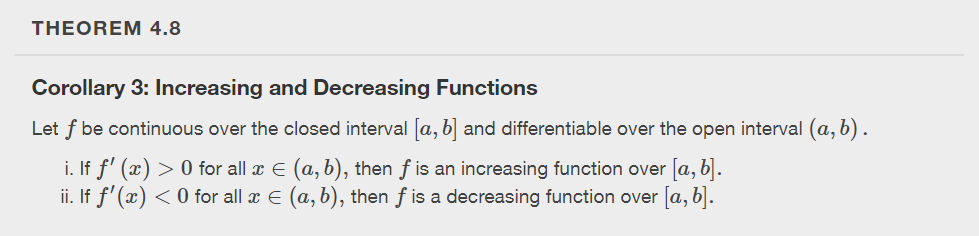 THEOREM 4.8
Corollary 3: Increasing and Decreasing Functions
Let f be continuous over the closed interval [a, b] and differentiable over the open interval (a, b) .
i. If f′ (x) > 0 for all x ∈ (a, b), then f is an increasing function over [a, b].
ii. If f′(x) < 0 for all x ∈ (a, b), then f is a decreasing function over [a, b].